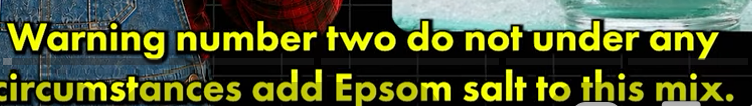 Warning number two do not under any
circumstances add Epsom salt to this mix.